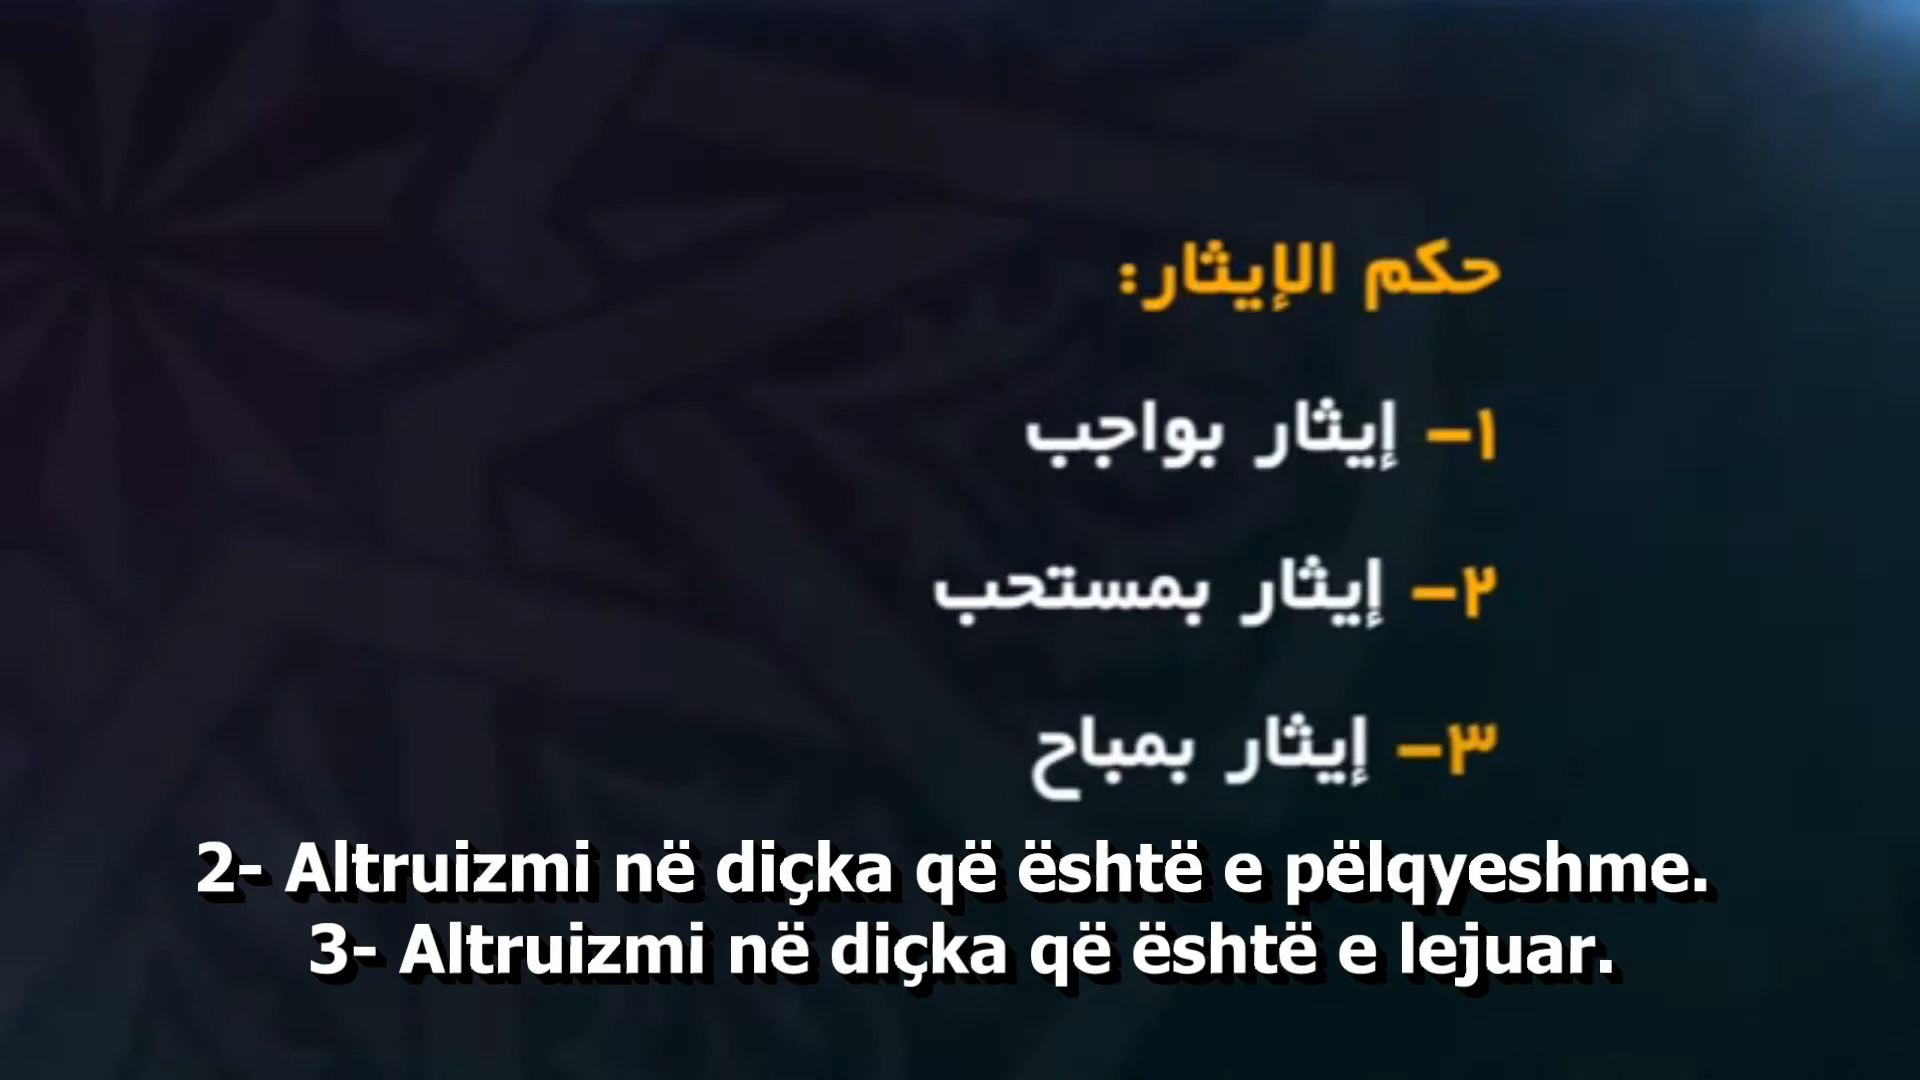 حكم الإيثار:
١- إيثار بواجب
٢- إيثار بمستحب
٣- إيثار بمباح
2- Altruizmi në diçka që është e pëlqyeshme.
3- Altruizmi në diçka që është e lejuar.